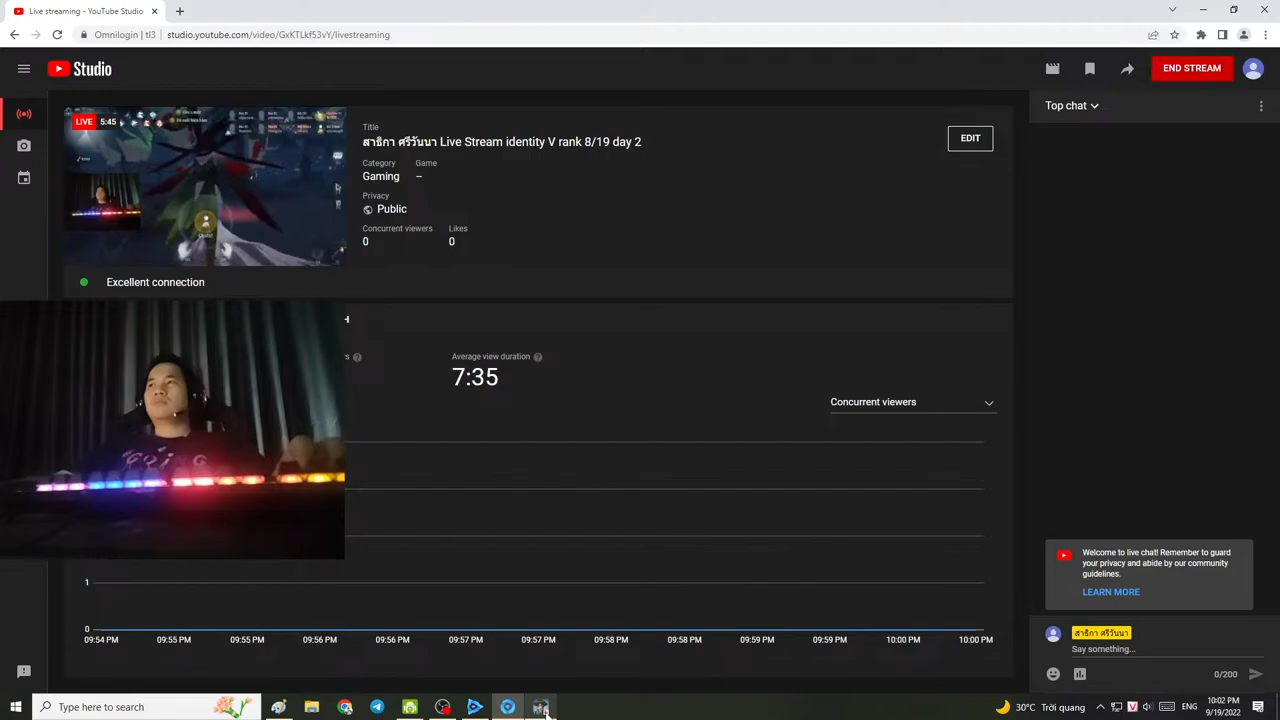 Live streaming - YouTube Studio
Omnilogin | tl3
studio.youtube.com/video/GxKTLkf53vY/livestreaming
Studio
END STREAM
LIVE 5:45
Title
สาธิกา ศรีวันนา Live Stream identity V rank 8/19 day 2
EDIT
Category Game
Gaming –
Privacy
Public
Concurrent viewers Likes
0 0
Excellent connection
Top chat
Average view duration
7:35
Concurrent viewers
1
0
09:54 PM 09:55 PM 09:55 PM 09:56 PM 09:56 PM 09:57 PM 09:57 PM 09:58 PM 09:58 PM 09:59 PM 09:59 PM 10:00 PM 10:00 PM
Welcome to live chat! Remember to guard
your privacy and abide by our community
guidelines.
LEARN MORE
สาธิกา ศรีวันนา
Say something...
0/200
Type here to search
30°C Trời quang
ENG
10:02 PM
9/19/2022